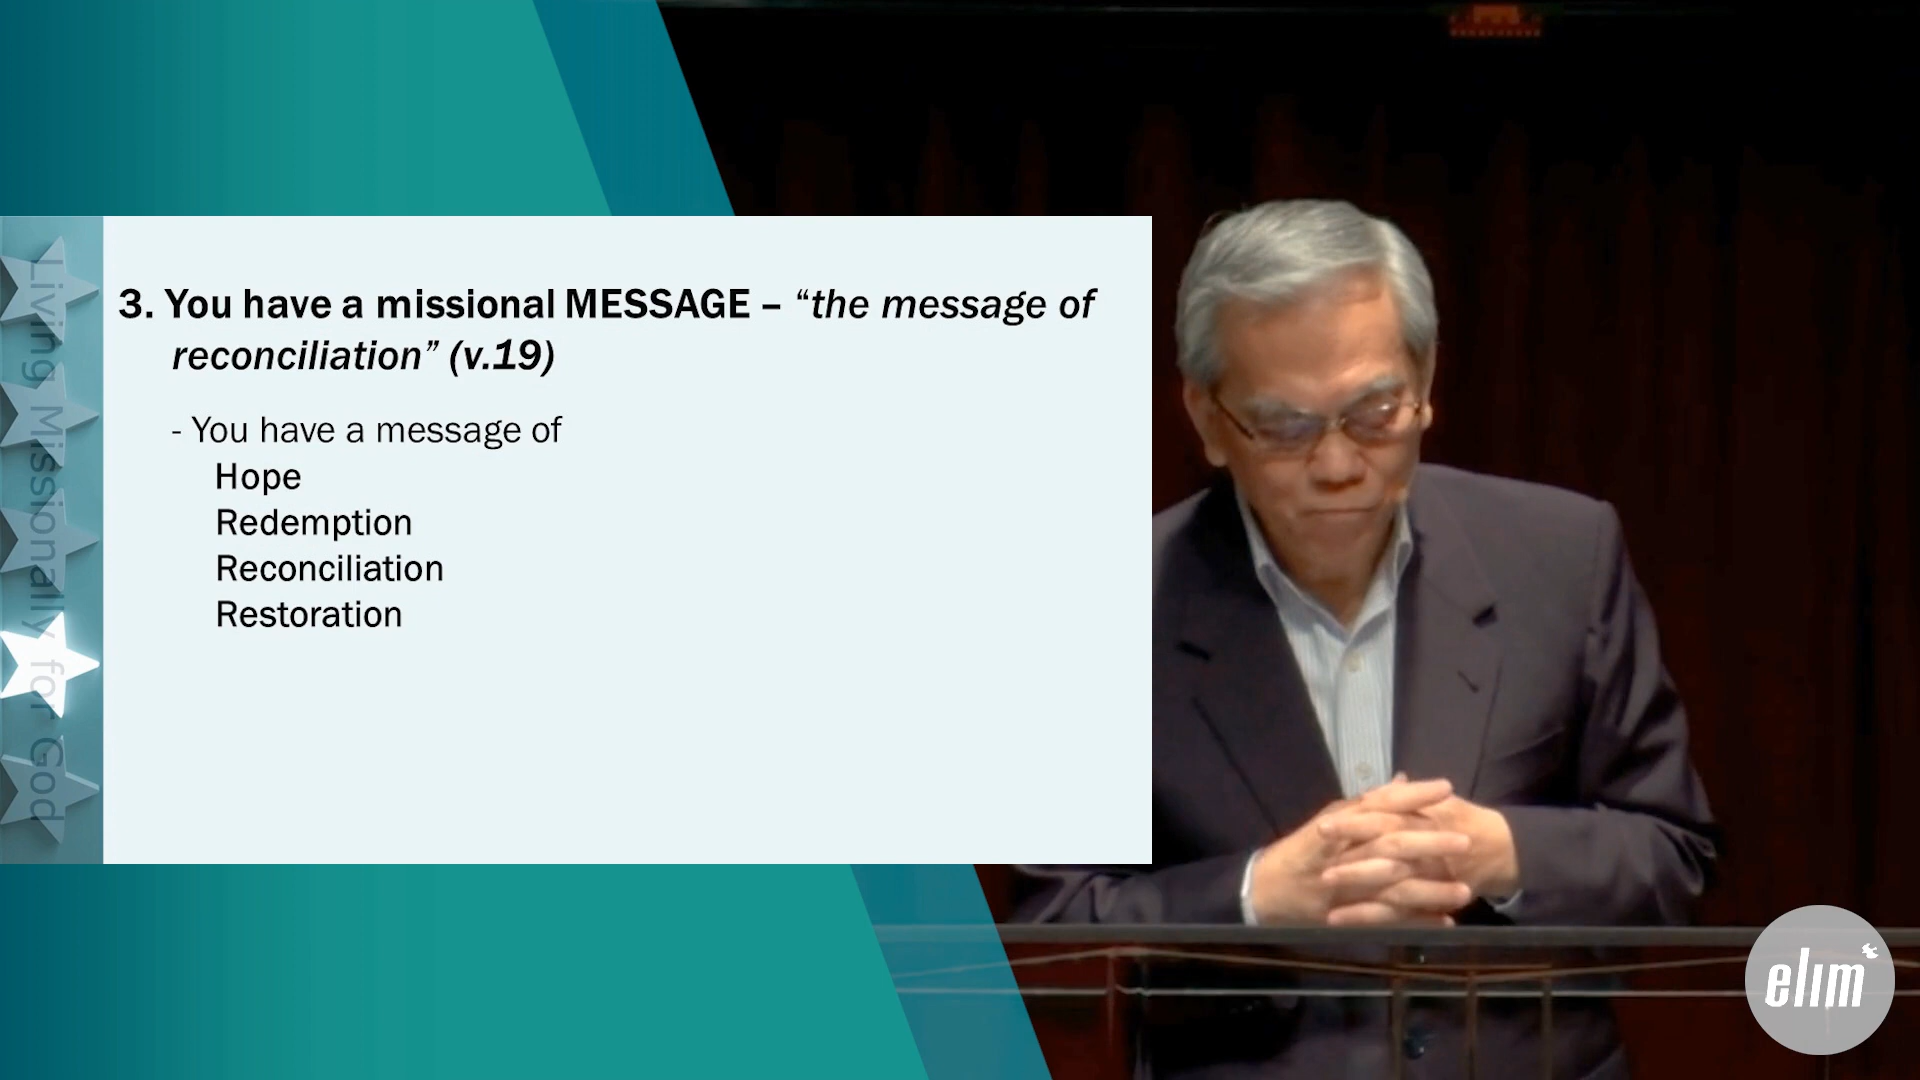 3. You have a missional MESSAGE – “the message of
reconciliation” (v.19)
- You have a message of
Hope
Redemption
Reconciliation
Restoration
Living Missionally for God
elim